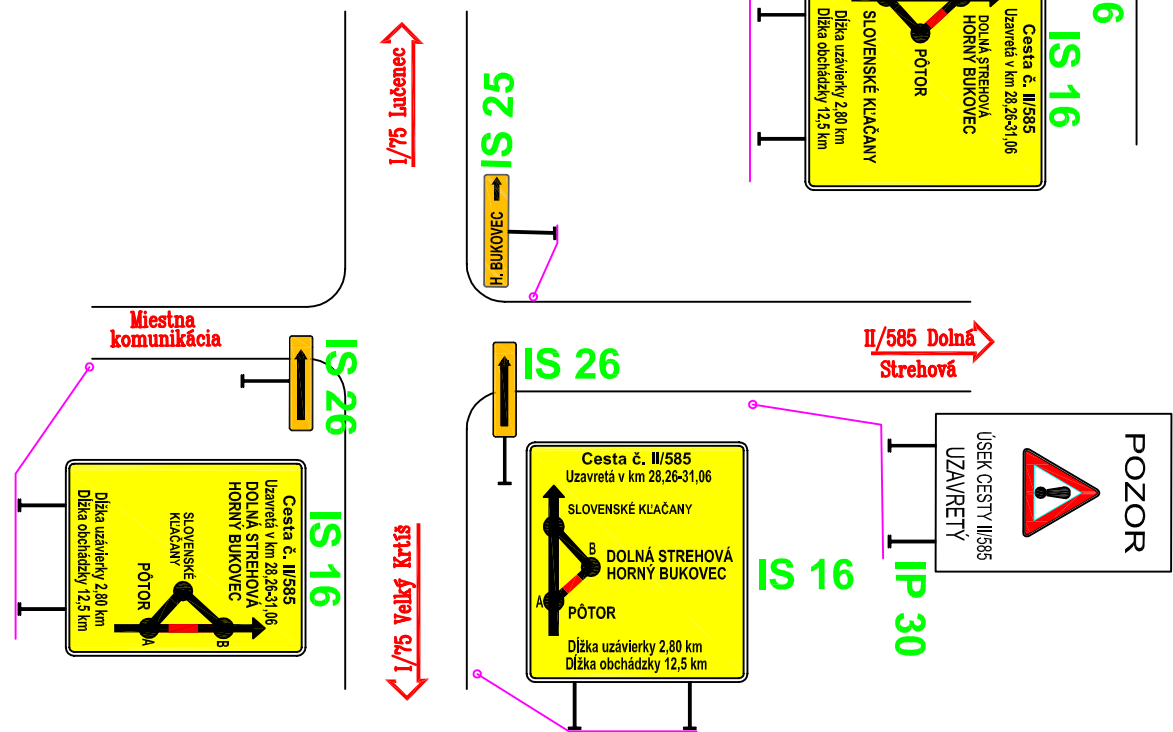 6
IS 16
Cesta č. II/585
Uzavretá v km 28,26-31,06
DOLNÁ STREHOVÁ
HORNÝ BUKOVEC
PÔTOR
SLOVENSKÉ KĽAČANY
Dĺžka uzávierky 2,80 km
Dĺžka obchádzky 12,5 km
I/75 Lučenec
IS 25
H. BUKOVEC
Miestna
komunikácia
IS 26
IS 26
II/585 Dolná
Strehová
POZOR
ÚSEK CESTY II/585
UZAVRETÝ
IP 30
Cesta č. II/585
Uzavretá v km 28,26-31,06
SLOVENSKÉ KĽAČANY
B
DOLNÁ STREHOVÁ
HORNÝ BUKOVEC
A
PÔTOR
Dĺžka uzávierky 2,80 km
Dĺžka obchádzky 12,5 km
IS 16
I/75 Velký Krtíš
IS 16
Cesta č. II/585
Uzavretá v km 28,26-31,06
DOLNÁ STREHOVÁ
HORNÝ BUKOVEC
SLOVENSKÉ
KĽAČANY
PÔTOR
A
B
Dĺžka uzávierky 2,80 km
Dĺžka obchádzky 12,5 km